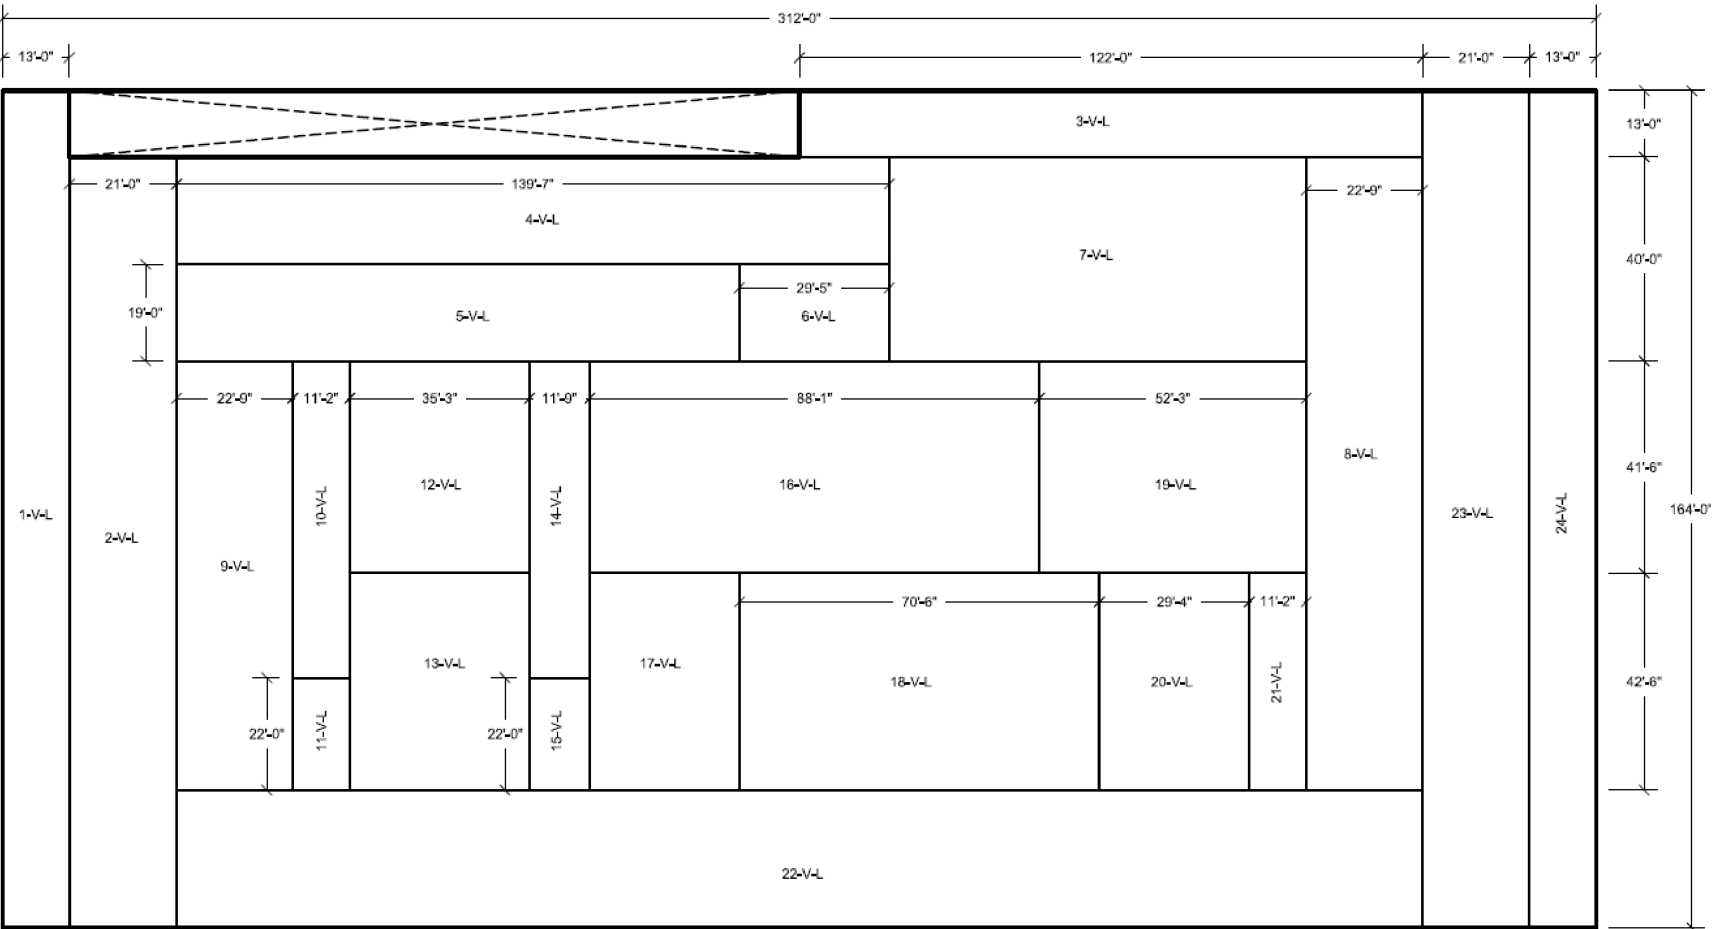 312'-0"
13'-0" 122'-0" 21'-0" 13'-0"
3-V-L 13'-0"
21'-0" 139'-7" 22'-9"
4-V-L
7-V-L 40'-0"
29'-5"
19'-0" 5-V-L 6-V-L
22'-9" 11'-2" 35'-3" 11'-9" 88'-1" 52'-3"
8-V-L
41'-6"
12-V-L 16-V-L 19-V-L
10-V-L 14-V-L
1-V-L 23-V-L 24-V-L 164'-0"
2-V-L
9-V-L
70'-6" 29'-4" 11'-2"
13-V-L 17-V-L
18-V-L 20-V-L 21-V-L 42'-6"
22'-0" 11-V-L 22'-0" 15-V-L
22-V-L